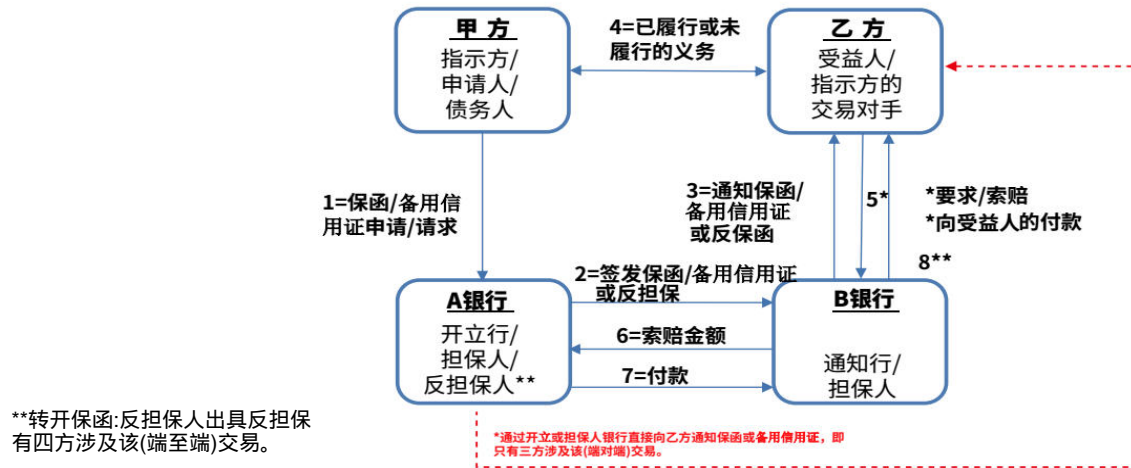 甲 方
指示方/
申请人/
债务人
4=已履行或未
履行的义务
乙 方
受益人/
指示方的
交易对手
1=保函/备用信
用证申请/请求
3=通知保函/
备用信用证
或反保函
5*
*要求/索赔
*向受益人的付款
8**
2=签发保函/备用信用证
或反担保
A银行
开立行/
担保人/
反担保人**
6=索赔金额
7=付款
B银行
通知行/
担保人
**转开保函:反担保人出具反担保
有四方涉及该(端至端)交易。
*通过开立或担保人银行直接向乙方通知保函或备用信用证，即
只有三方涉及该(端对端)交易。